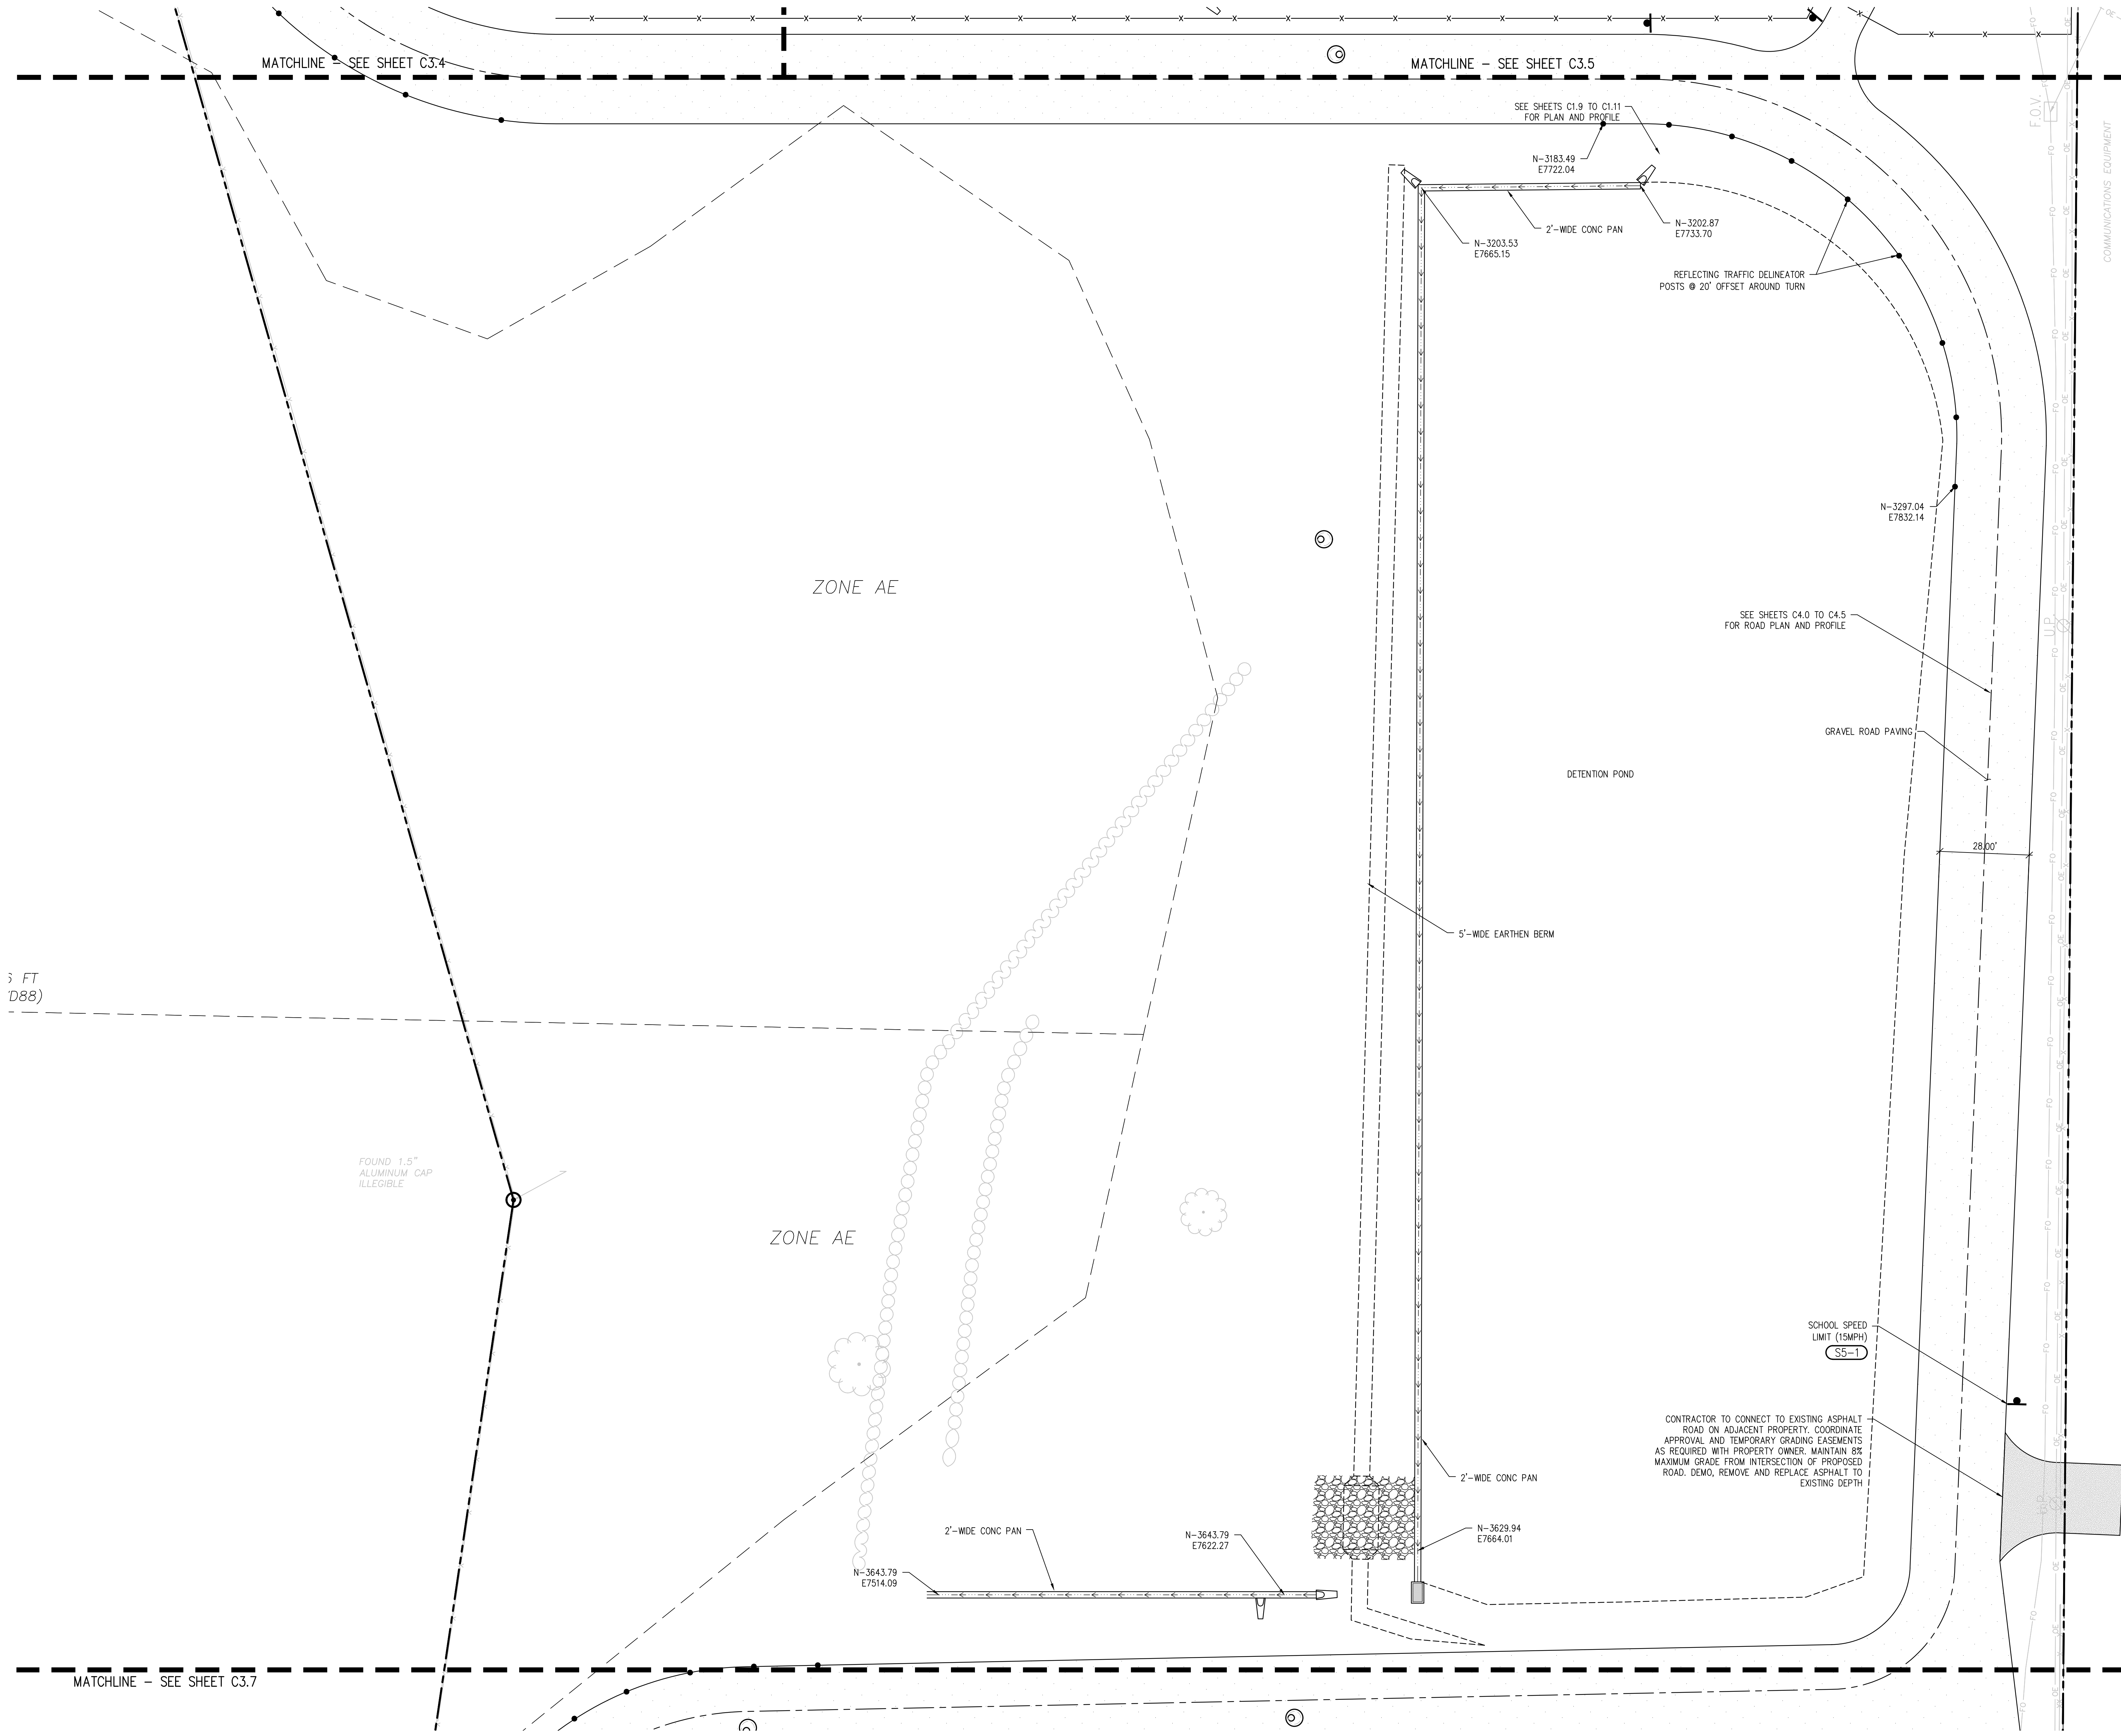 MATCHLINE - SEE SHEET C3.4
MATCHLINE - SEE SHEET C3.5
SEE SHEETS C1.9 TO C1.11
FOR PLAN AND PROFILE
F.O.V.
COMMUNICATIONS EQUIPMENT
N-3183.49
E7722.04
2'-WIDE CONC PAN
N-3202.87
E7733.70
N-3203.53
E7665.15
REFLECTING TRAFFIC DELINEATOR
POSTS @ 20' OFFSET AROUND TURN
N-3297.04
E7832.14
ZONE AE
SEE SHEETS C4.0 TO C4.5
FOR ROAD PLAN AND PROFILE
U.P.
GRAVEL ROAD PAVING
DETENTION POND
28.00'
5'-WIDE EARTHEN BERM
FT
D88)
FOUND 1.5"
ALUMINUM CAP
ILLEGIBLE
ZONE AE
SCHOOL SPEED
LIMIT (15MPH)
S5-1
CONTRACTOR TO CONNECT TO EXISTING ASPHALT
ROAD ON ADJACENT PROPERTY. COORDINATE
APPROVAL AND TEMPORARY GRADING EASEMENTS
AS REQUIRED WITH PROPERTY OWNER. MAINTAIN 8%
MAXIMUM GRADE FROM INTERSECTION OF PROPOSED
ROAD. DEMO, REMOVE AND REPLACE ASPHALT TO
EXISTING DEPTH
2'-WIDE CONC PAN
2'-WIDE CONC PAN
N-3643.79
E7622.27
N-3629.94
E7664.01
N-3643.79
E7514.09
MATCHLINE - SEE SHEET C3.7